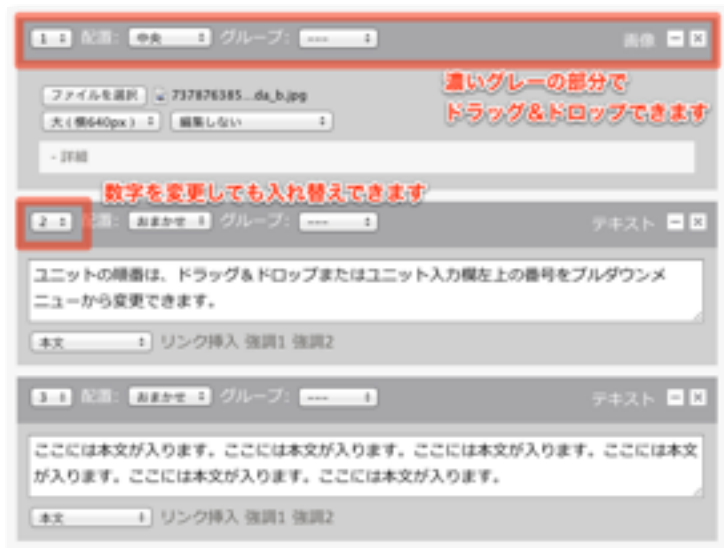 1 配置: 中央 グループ: --- 画像
濃いグレーの部分で
ドラッグ&ドロップできます
ファイルを選択 737876385...da_b.jpg
大(横640px) 編集しない
- 詳細
数字を変更しても入れ替えできます
2 配置: おまかせ グループ: --- テキスト
ユニットの順番は、ドラッグ&ドロップまたはユニット入力欄左上の番号をプルダウンメ
ニューから変更できます。
本文 リンク挿入 強調1 強調2
3 配置: おまかせ グループ: --- テキスト
ここには本文が入ります。ここには本文が入ります。ここには本文が入ります。ここには本文
が入ります。ここには本文が入ります。ここには本文が入ります。
本文 リンク挿入 強調1 強調2